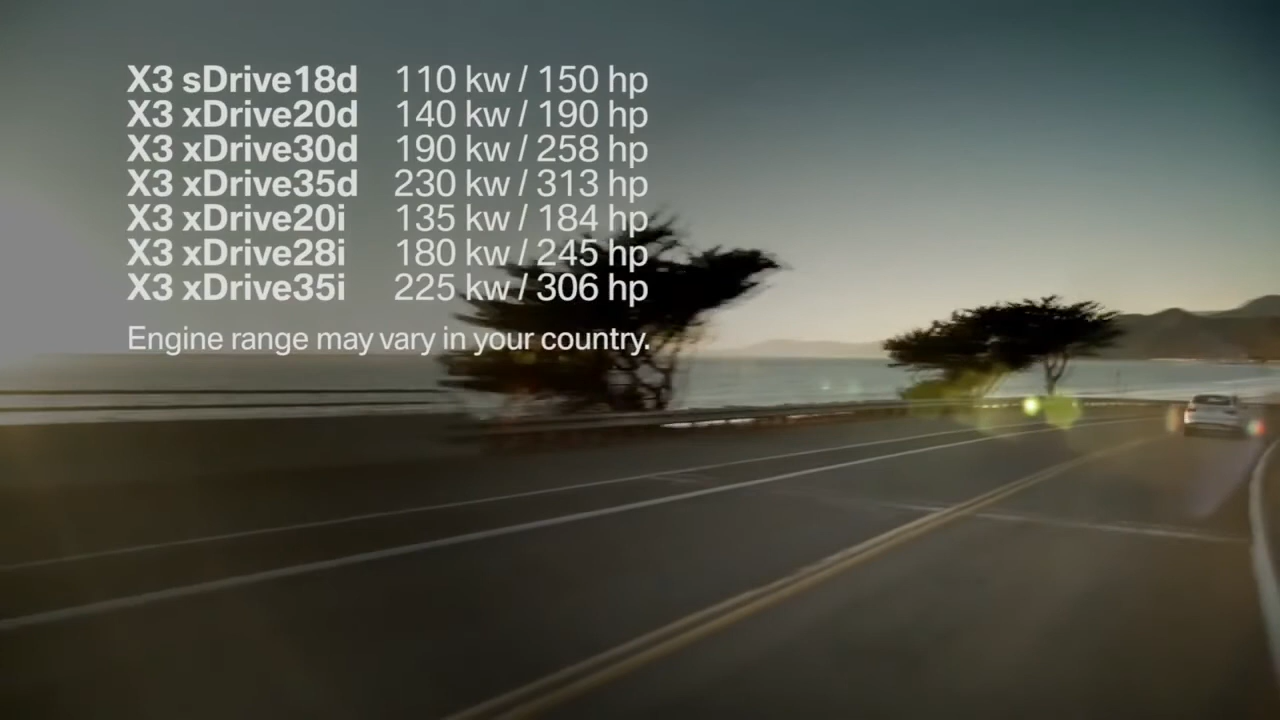 X3 sDrive18d 110 kw / 150 hp
X3 xDrive20d 140 kw / 190 hp
X3 xDrive30d 190 kw / 258 hp
X3 xDrive35d 230 kw / 313 hp
X3 xDrive20i 135 kw / 184 hp
X3 xDrive28i 180 kw / 245 hp
X3 xDrive35i 225 kw / 306 hp
Engine range may vary in your country.